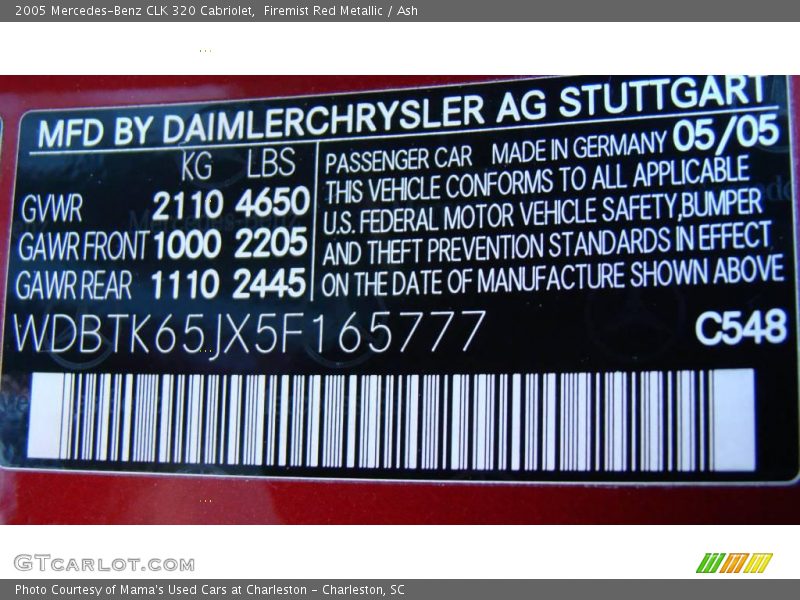 2005 Mercedes-Benz CLK 320 Cabriolet, Firemist Red Metallic / Ash
MFD BY DAIMLERCHRYSLER AG STUTTGART
KG LBS
GVWR 2110 4650
GAWR FRONT 1000 2205
GAWR REAR 1110 2445
PASSENGER CAR MADE IN GERMANY 05/05
THIS VEHICLE CONFORMS TO ALL APPLICABLE
U.S. FEDERAL MOTOR VEHICLE SAFETY, BUMPER
AND THEFT PREVENTION STANDARDS IN EFFECT
ON THE DATE OF MANUFACTURE SHOWN ABOVE
WDBTK65JX5F165777
C548
GTCARLOT.COM
Photo Courtesy of Mama's Used Cars at Charleston - Charleston, SC